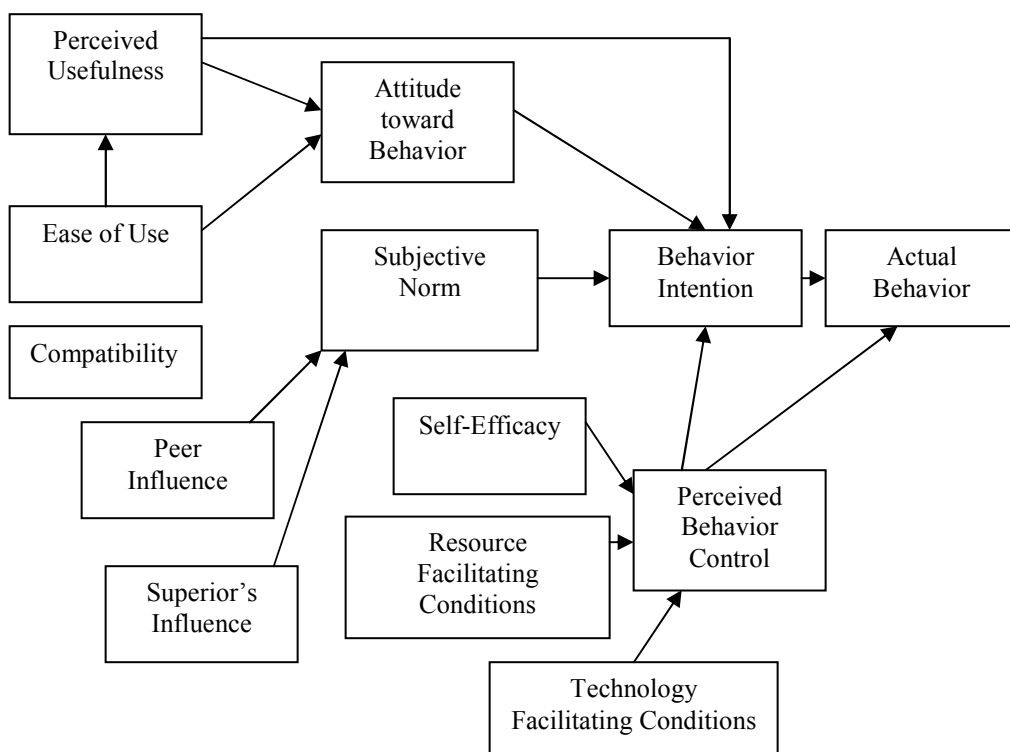 Perceived
Usefulness
Attitude
toward
Behavior
Ease of Use
Subjective
Norm
Behavior
Intention
Actual
Behavior
Compatibility
Peer
Influence
Self-Efficacy
Perceived
Behavior
Control
Resource
Facilitating
Conditions
Superior’s
Influence
Technology
Facilitating Conditions